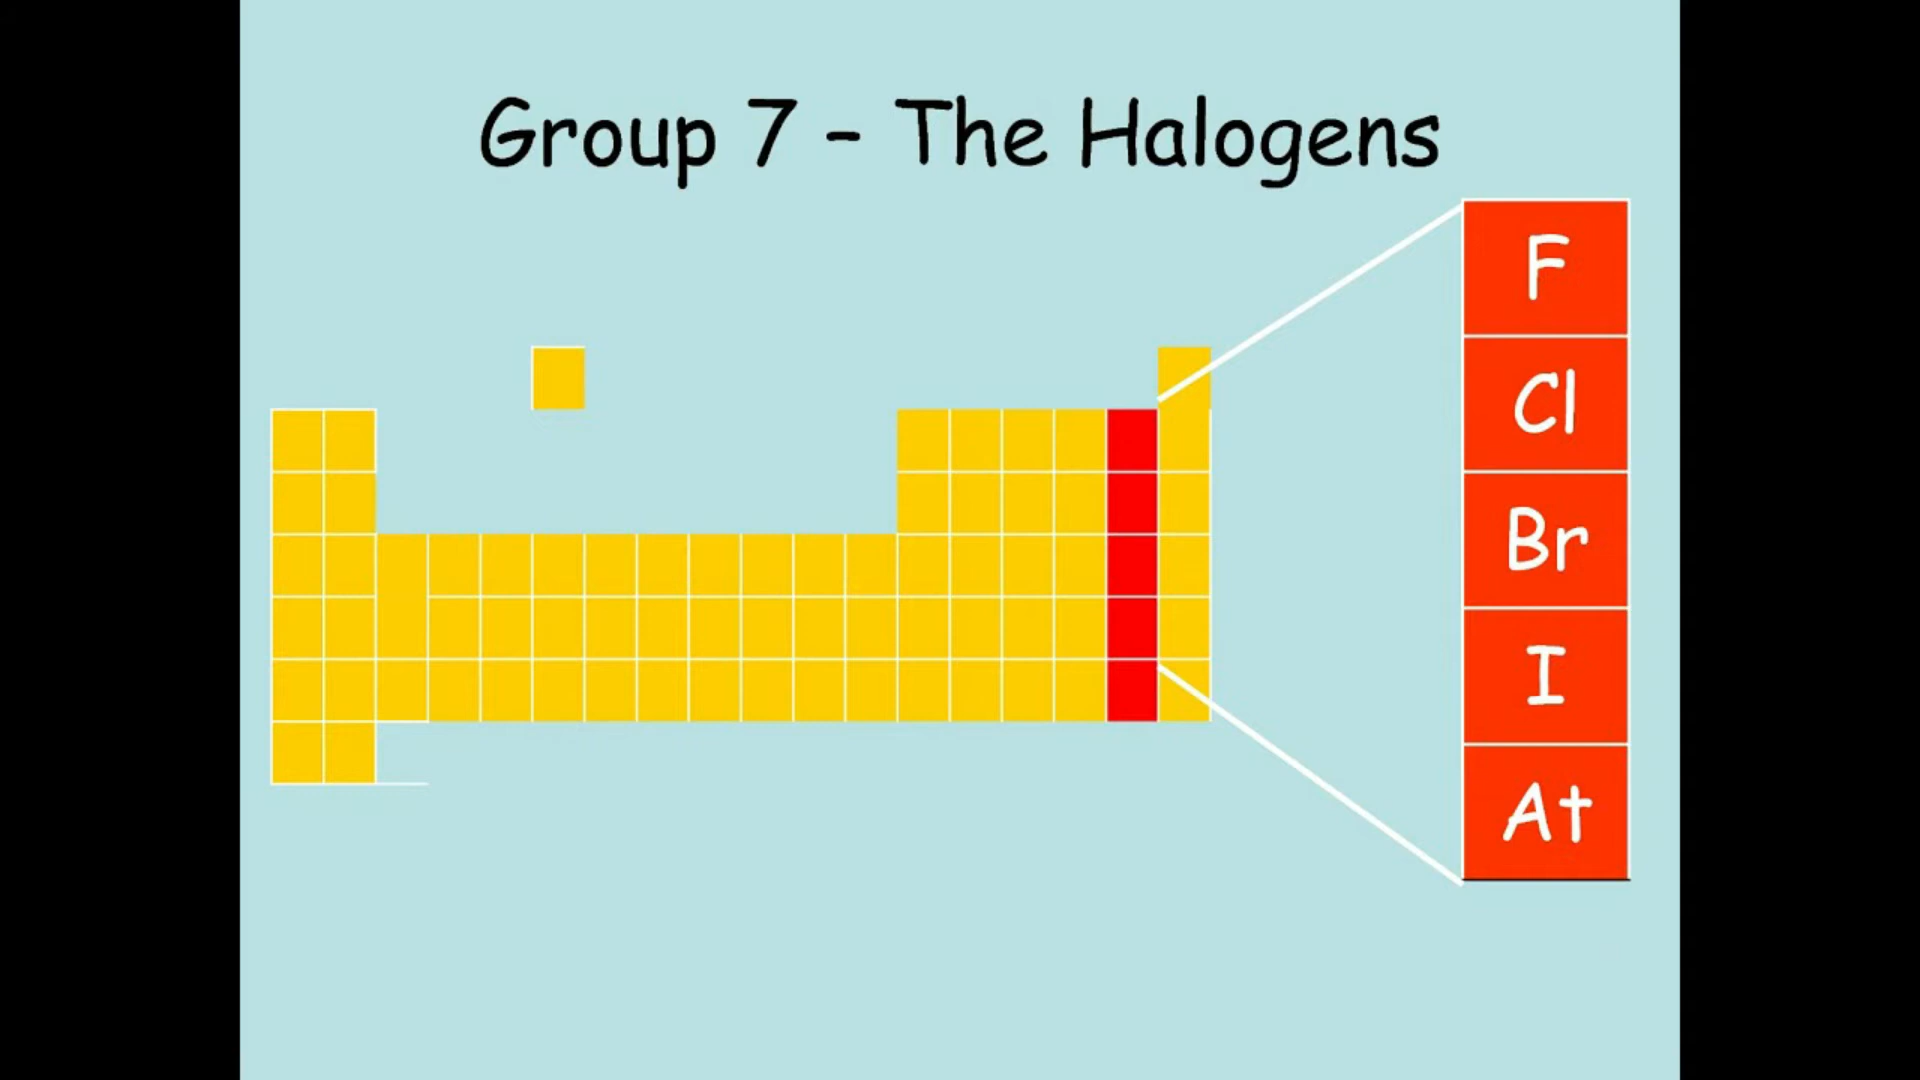 Group 7 – The Halogens
F
Cl
Br
I
At